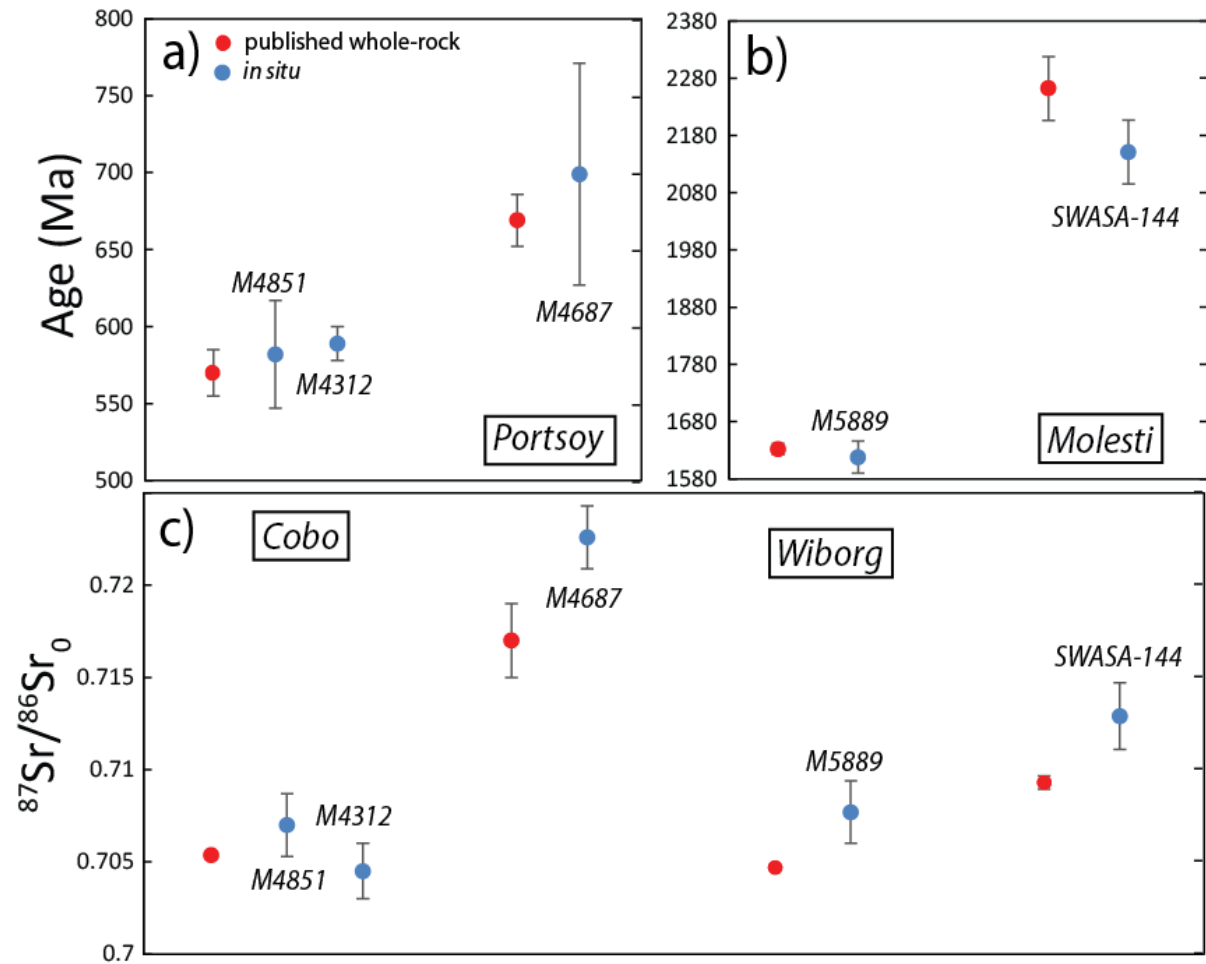 a)
published whole-rock
in situ
Age (Ma)
800
750
700
650
600
550
500
M4851
M4312
M4687
Portsoy
b)
2380
2280
2180
2080
1980
1880
1780
1680
1580
M5889
SWASA-144
Molesti
c)
Cobo
Wiborg
87Sr/86Sr0
0.72
0.715
0.71
0.705
0.7
M4851
M4312
M4687
M5889
SWASA-144